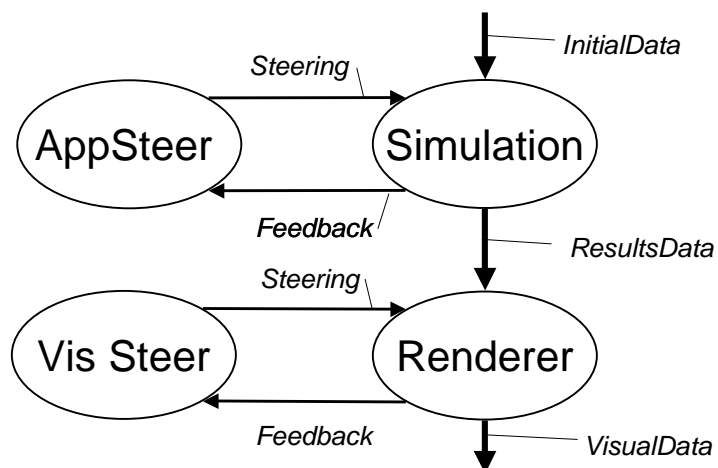 InitialData
Steering
AppSteer
Simulation
Feedback
ResultsData
Steering
Vis Steer
Renderer
Feedback
VisualData